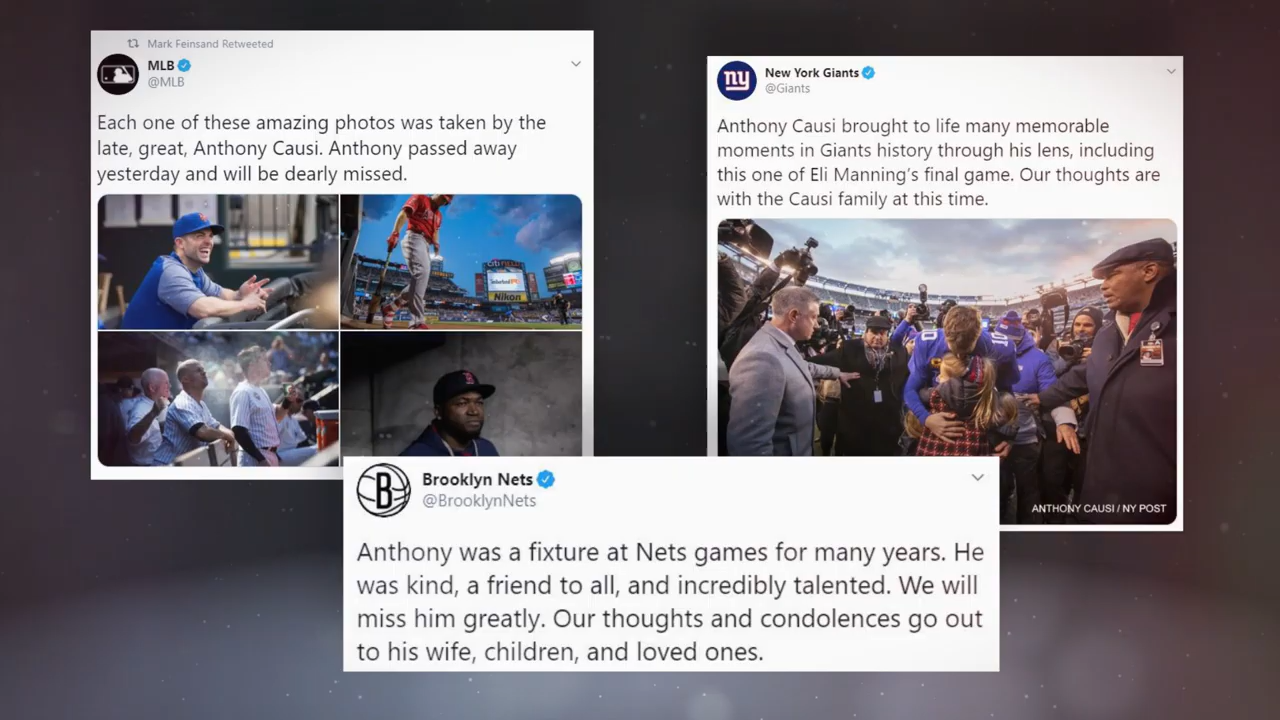 Mark Feinsand Retweeted
MLB
@MLB
Each one of these amazing photos was taken by the
late, great, Anthony Causi. Anthony passed away
yesterday and will be dearly missed.
citi FIELD
Nikon
ny
New York Giants
@Giants
Anthony Causi brought to life many memorable
moments in Giants history through his lens, including
this one of Eli Manning's final game. Our thoughts are
with the Causi family at this time.
10
10
ANTHONY CAUSI / NY POST
B
Brooklyn Nets
@BrooklynNets
Anthony was a fixture at Nets games for many years. He
was kind, a friend to all, and incredibly talented. We will
miss him greatly. Our thoughts and condolences go out
to his wife, children, and loved ones.